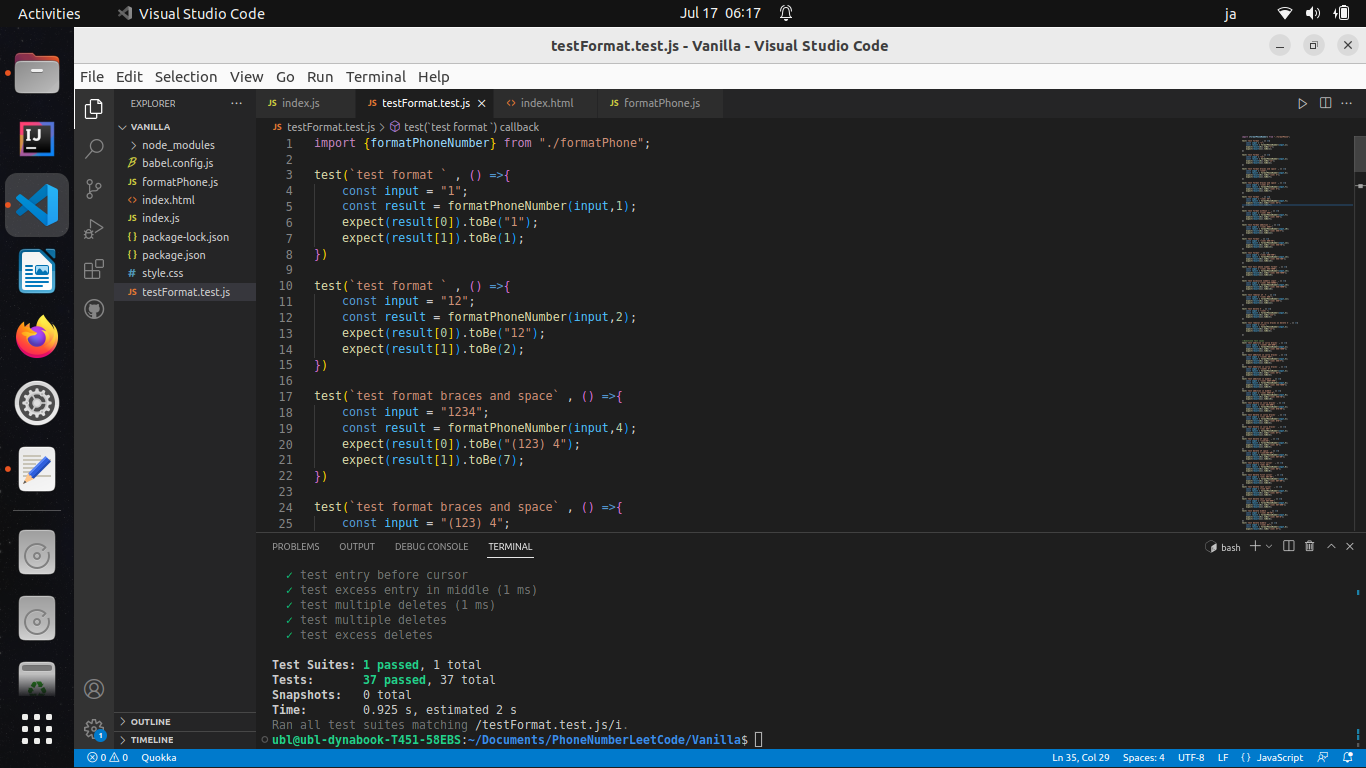 Activities Visual Studio Code Jul 17 06:17 ja
testFormat.test.js - Vanilla - Visual Studio Code
File Edit Selection View Go Run Terminal Help
EXPLORER ···
VANILLA
node_modules
babel.config.js
JS formatPhone.js
<> index.html
JS index.js
{} package-lock.json
{} package.json
# style.css
JS testFormat.test.js
OUTLINE
TIMELINE
JS index.js JS testFormat.test.js <> index.html JS formatPhone.js
JS testFormat.test.js > test(`test format `) callback
1 import {formatPhoneNumber} from "./formatPhone";
2
3 test(`test format ` , () =>{
4 const input = "1";
5 const result = formatPhoneNumber(input,1);
6 expect(result[0]).toBe("1");
7 expect(result[1]).toBe(1);
8 })
9
10 test(`test format ` , () =>{
11 const input = "12";
12 const result = formatPhoneNumber(input,2);
13 expect(result[0]).toBe("12");
14 expect(result[1]).toBe(2);
15 })
16
17 test(`test format braces and space` , () =>{
18 const input = "1234";
19 const result = formatPhoneNumber(input,4);
20 expect(result[0]).toBe("(123) 4");
21 expect(result[1]).toBe(7);
22 })
23
24 test(`test format braces and space` , () =>{
25 const input = "(123) 4";
PROBLEMS OUTPUT DEBUG CONSOLE TERMINAL bash
✓ test entry before cursor
✓ test excess entry in middle (1 ms)
✓ test multiple deletes (1 ms)
✓ test multiple deletes
✓ test excess deletes
Test Suites: 1 passed, 1 total
Tests: 37 passed, 37 total
Snapshots: 0 total
Time: 0.925 s, estimated 2 s
Ran all test suites matching /testFormat.test.js/i.
ubl@ubl-dynabook-T451-58EBS:~/Documents/PhoneNumberLeetCode/Vanilla$
1
0 0 Quokka Ln 35, Col 29 Spaces: 4 UTF-8 LF {} JavaScript